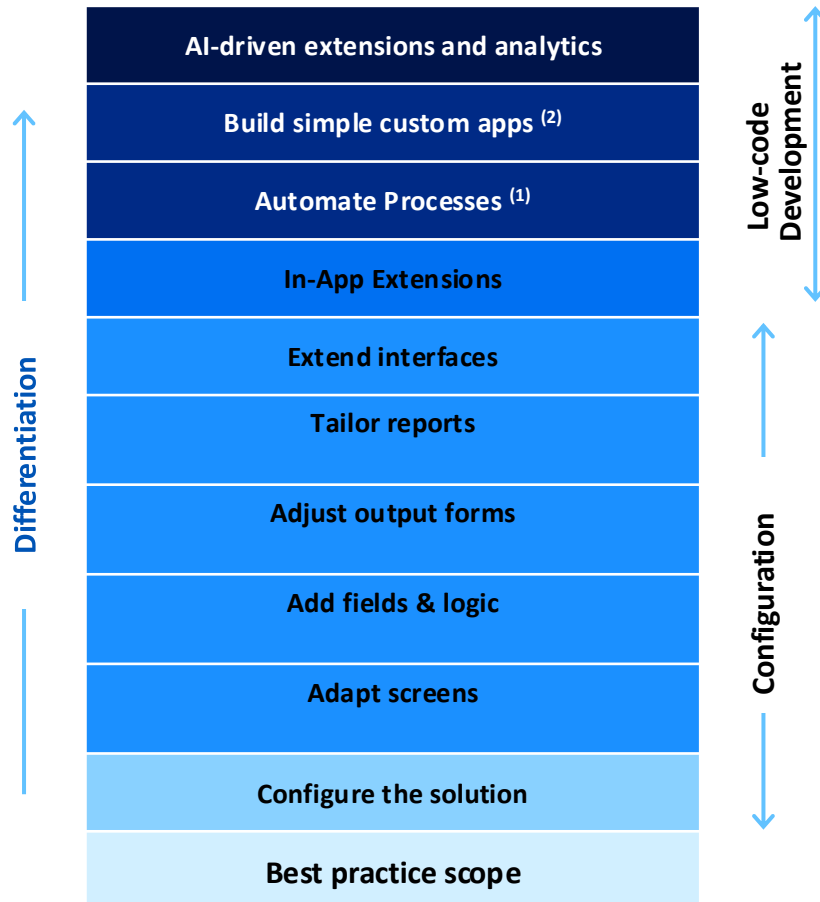 AI-driven extensions and analytics
Build simple custom apps (2)
Automate Processes (1)
In-App Extensions
Extend interfaces
Tailor reports
Adjust output forms
Add fields & logic
Adapt screens
Configure the solution
Best practice scope
Differentiation
Low-code
Development
Configuration